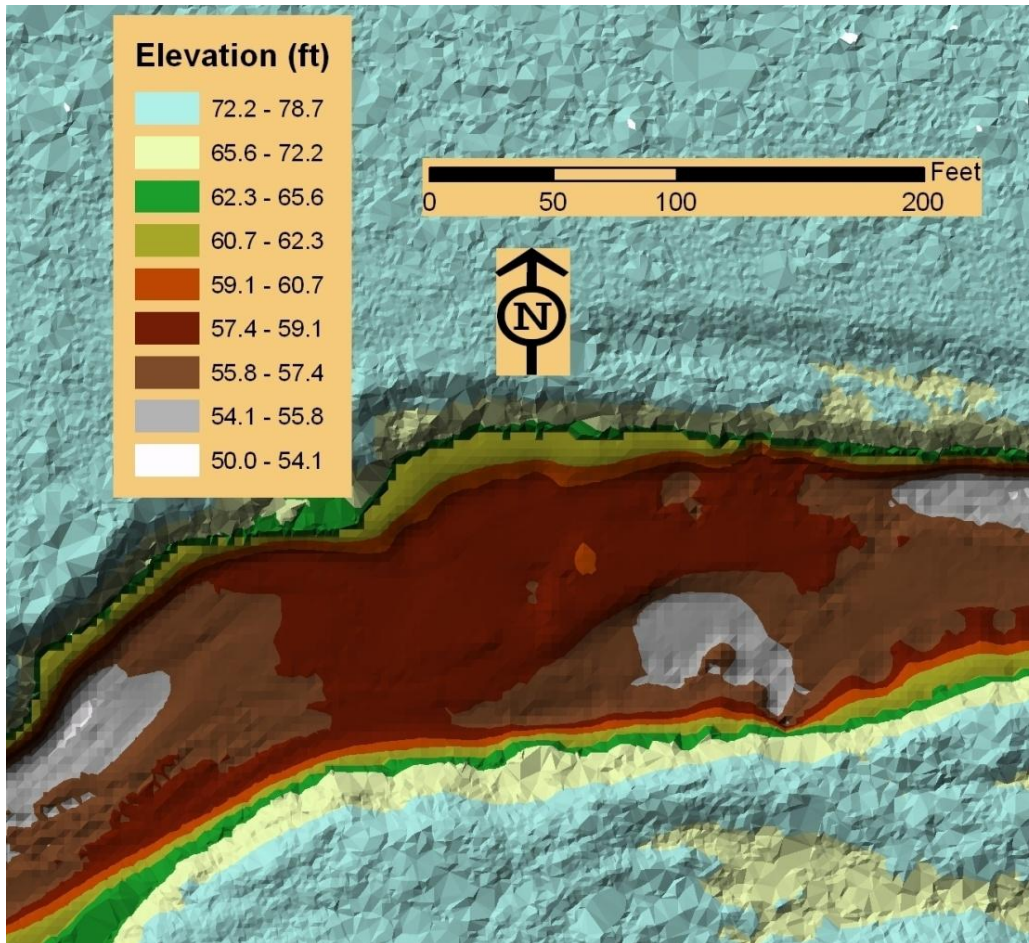 Elevation (ft)
72.2 - 78.7
65.6 - 72.2
62.3 - 65.6
60.7 - 62.3
59.1 - 60.7
57.4 - 59.1
55.8 - 57.4
54.1 - 55.8
50.0 - 54.1
Feet
0 50 100 200
N